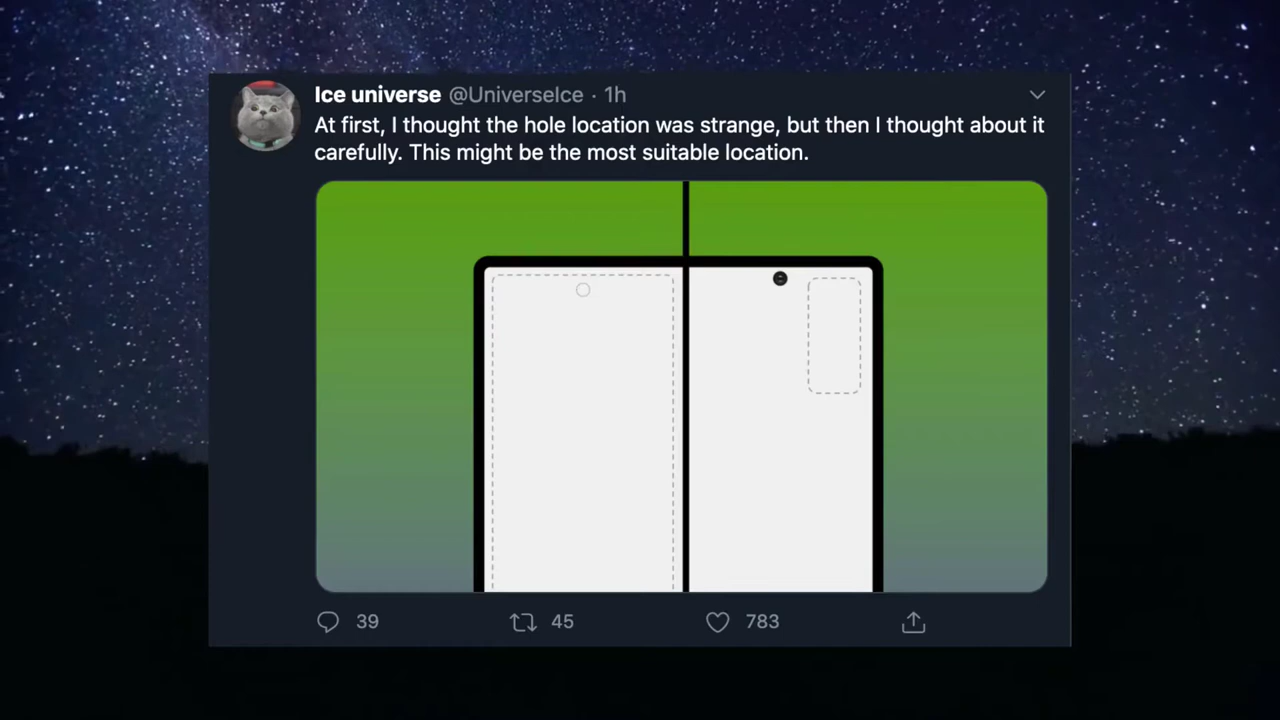 Ice universe @UniverseIce · 1h
At first, I thought the hole location was strange, but then I thought about it
carefully. This might be the most suitable location.
39 45 783